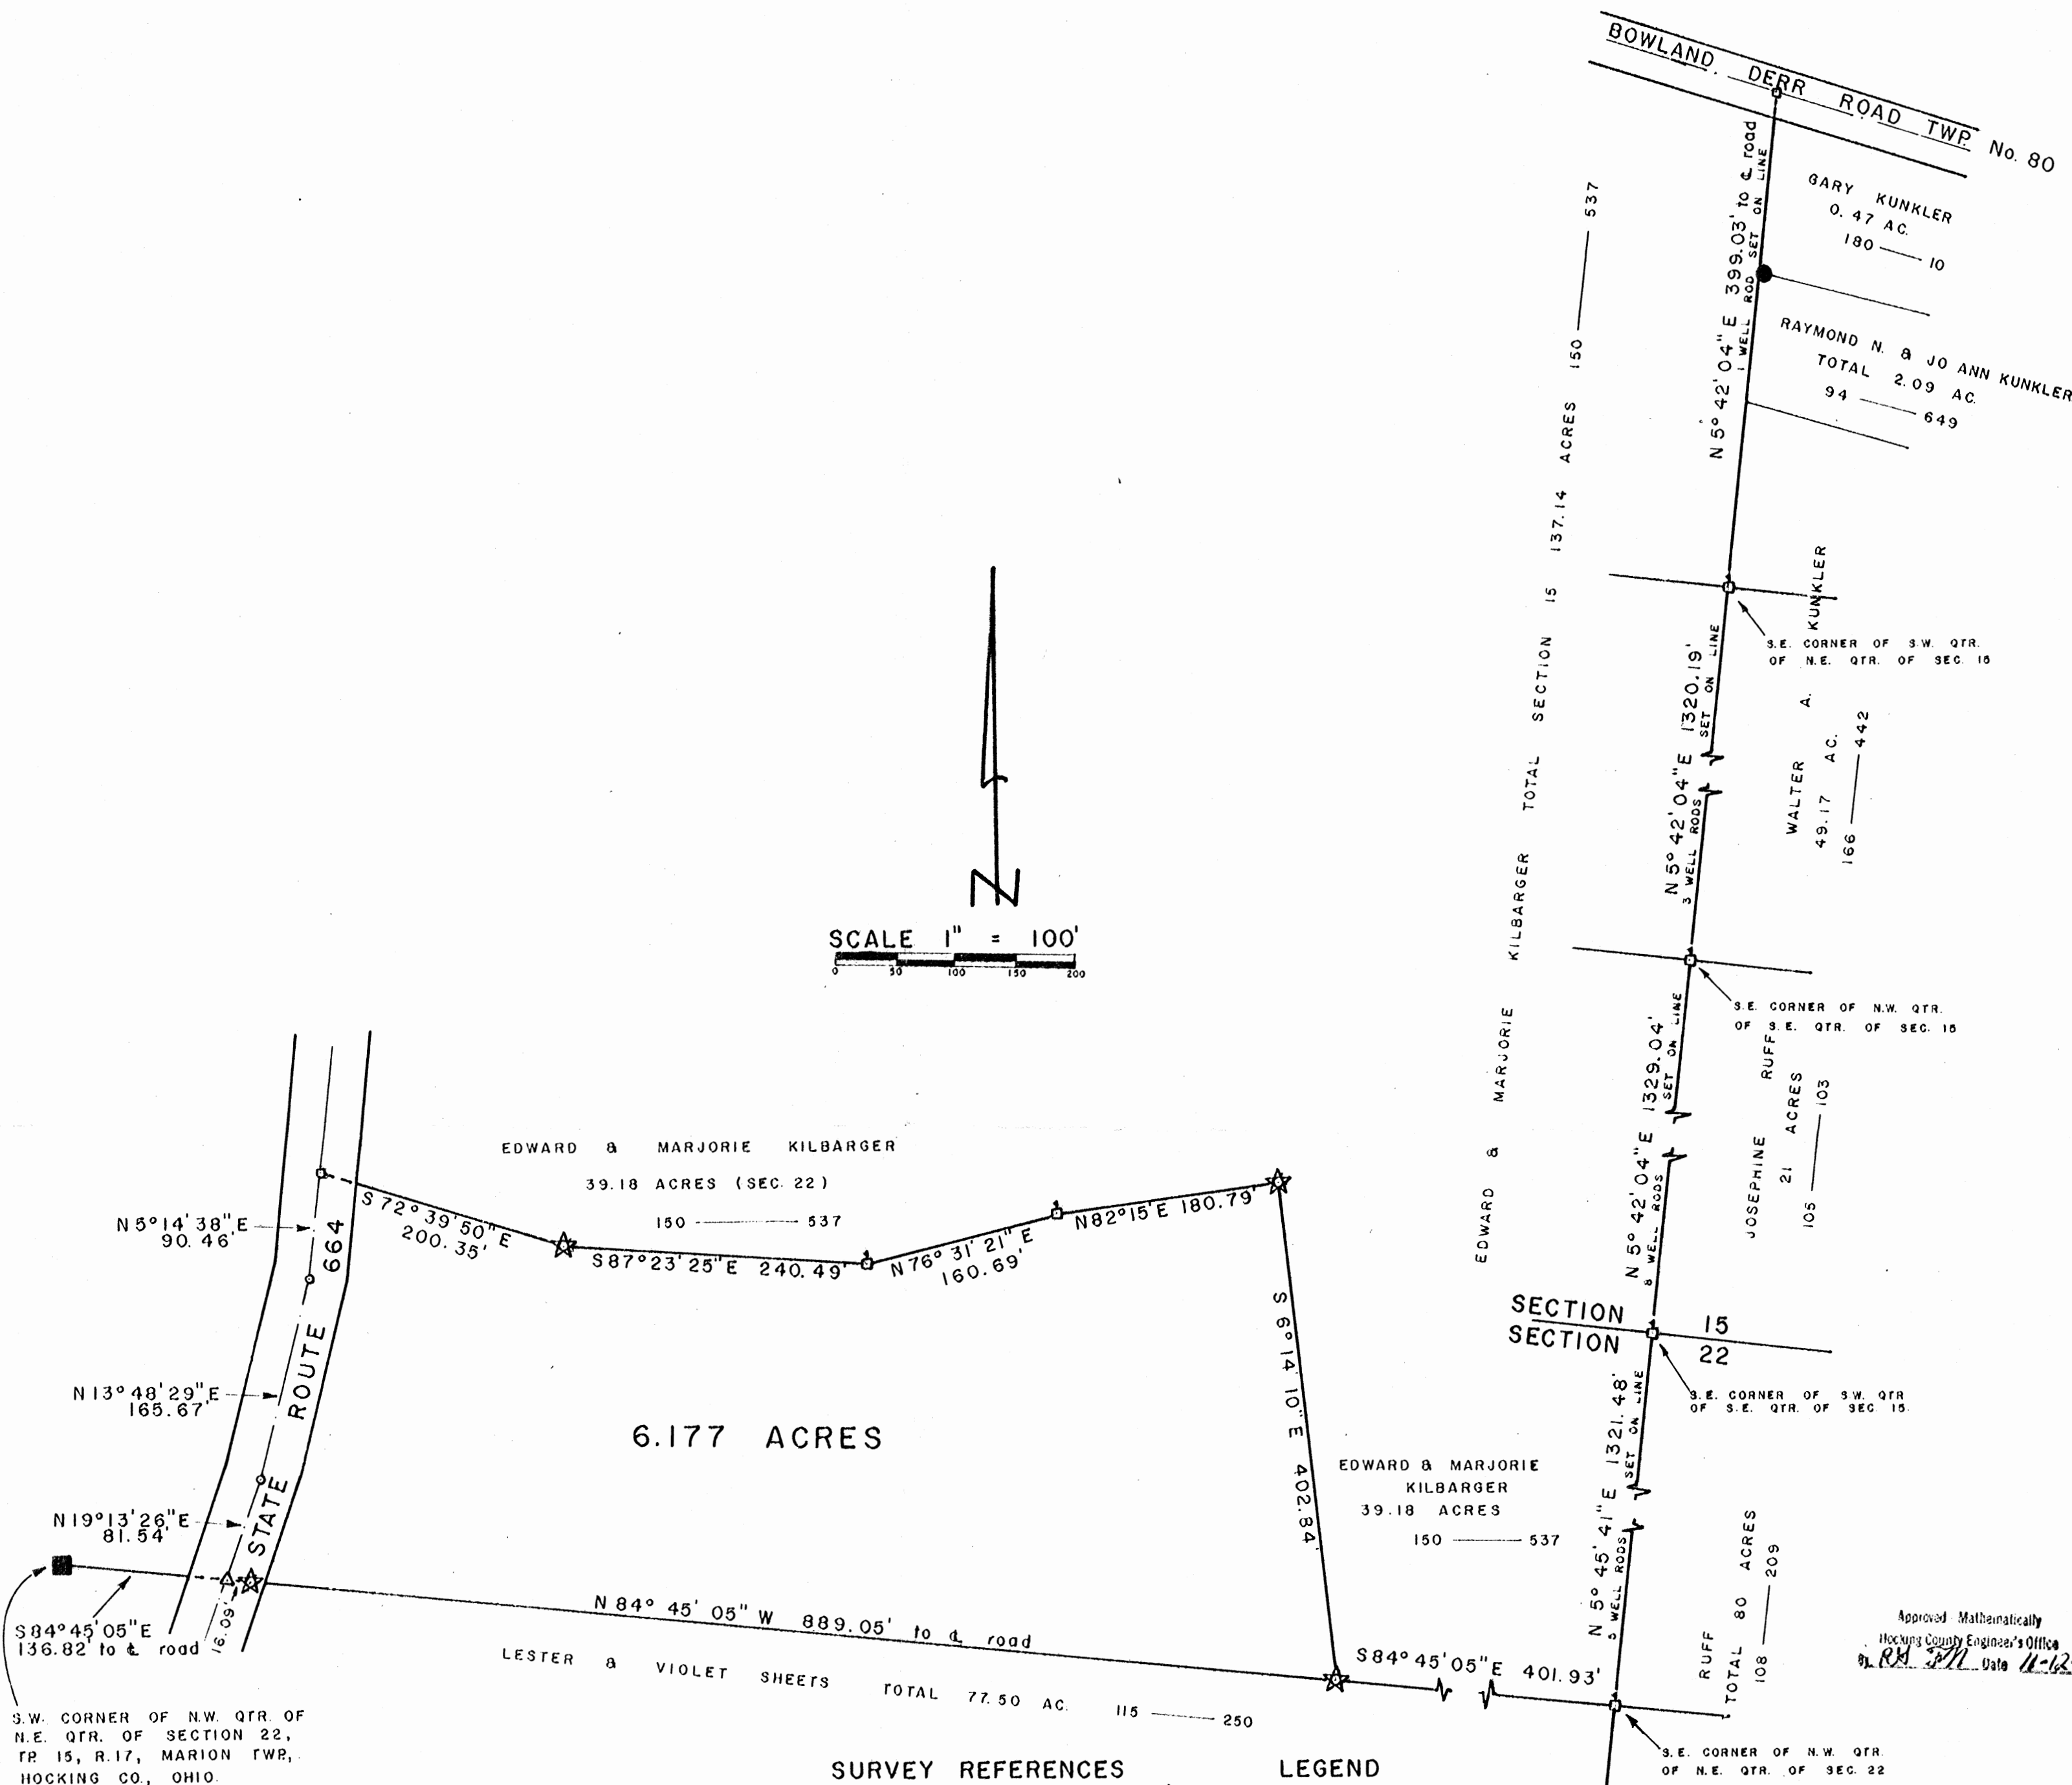 BOWLAND DERR ROAD TWP. No. 80
GARY KUNKLER
0.47 AC.
180 — 10
RAYMOND N. & JO ANN KUNKLER
TOTAL 2.09 AC.
94 — 649
N 5° 42' 04" E 399.03' to ℄ road
1 WELL ROD SET ON LINE
EDWARD & MARJORIE KILBARGER TOTAL SECTION 15 137.14 ACRES 150 — 537
S.E. CORNER OF S.W. QTR.
OF N.E. QTR. OF SEC. 15
N 5° 42' 04" E 1320.19'
3 WELL RODS SET ON LINE
WALTER A. KUNKLER
49.17 AC.
166 — 442
SCALE 1" = 100'
0 50 100 150 200
N
S.E. CORNER OF N.W. QTR.
OF S.E. QTR. OF SEC. 15
N 5° 42' 04" E 1329.04'
8 WELL RODS SET ON LINE
JOSEPHINE RUFF
21 ACRES
105 — 103
EDWARD & MARJORIE KILBARGER
39.18 ACRES (SEC. 22)
150 — 537
N 5° 14' 38" E
90.46'
S 72° 39' 50" E
200.35'
S 87° 23' 25" E 240.49'
N 76° 31' 21" E
160.69'
N 82° 15' E 180.79'
S 6° 14' 10" E 402.84'
STATE ROUTE 664
SECTION 15
SECTION 22
S.E. CORNER OF S.W. QTR
OF S.E. QTR. OF SEC. 15.
N 13° 48' 29" E
165.67'
6.177 ACRES
N 5° 45' 41" E 1321.48'
WELL RODS SET ON LINE
EDWARD & MARJORIE
KILBARGER
39.18 ACRES
150 — 537
RUFF
TOTAL 80 ACRES
108 — 209
N 19° 13' 26" E
81.54'
S 84° 45' 05" E
136.82' to ℄ road
16.09'
N 84° 45' 05" W 889.05' to ℄ road
S 84° 45' 05" E 401.93'
LESTER & VIOLET SHEETS TOTAL 77.50 AC. 115 — 250
Approved Mathematically
Hocking County Engineer's Office
Date
S.W. CORNER OF N.W. QTR. OF
N.E. QTR. OF SECTION 22,
TP. 15, R.17, MARION TWP.,
HOCKING CO., OHIO.
S.E. CORNER OF N.W. QTR.
OF N.E. QTR. OF SEC. 22
SURVEY REFERENCES LEGEND